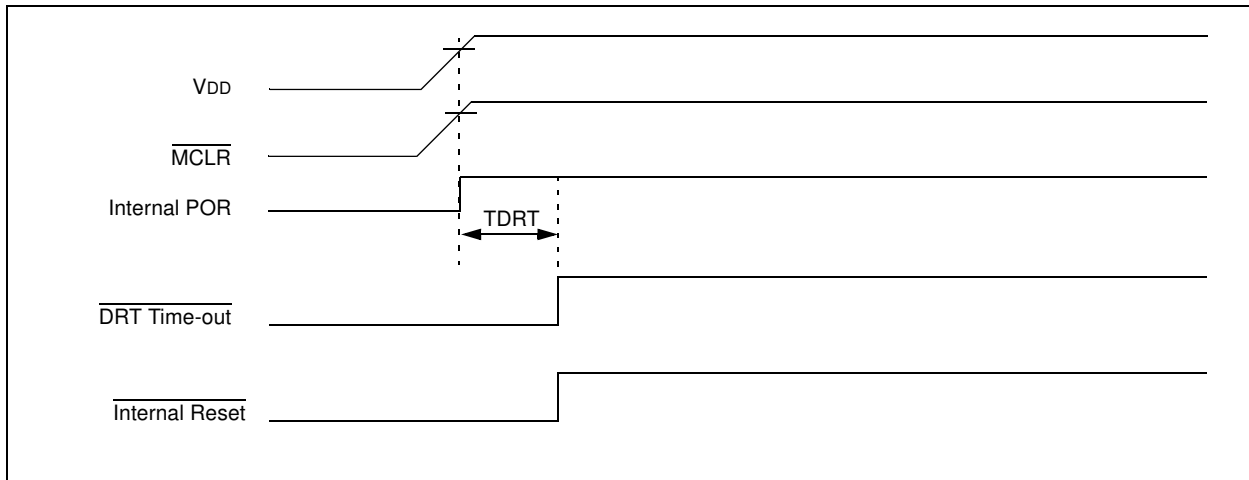 VDD
MCLR
Internal POR
TDRT
DRT Time-out
Internal Reset